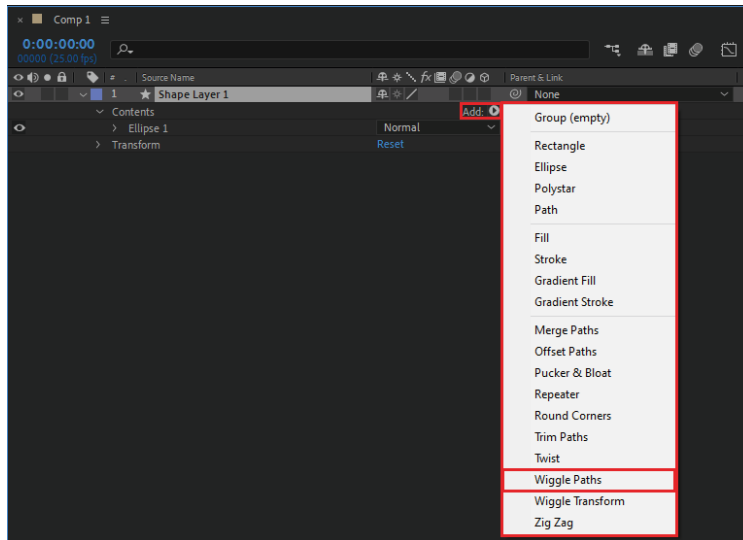 Comp 1
0:00:00:00
00000 (25.00 fps)
# . Source Name Parent & Link
1 Shape Layer 1 None
Contents Add:
Ellipse 1 Normal
Transform Reset
Group (empty)
Rectangle
Ellipse
Polystar
Path
Fill
Stroke
Gradient Fill
Gradient Stroke
Merge Paths
Offset Paths
Pucker & Bloat
Repeater
Round Corners
Trim Paths
Twist
Wiggle Paths
Wiggle Transform
Zig Zag